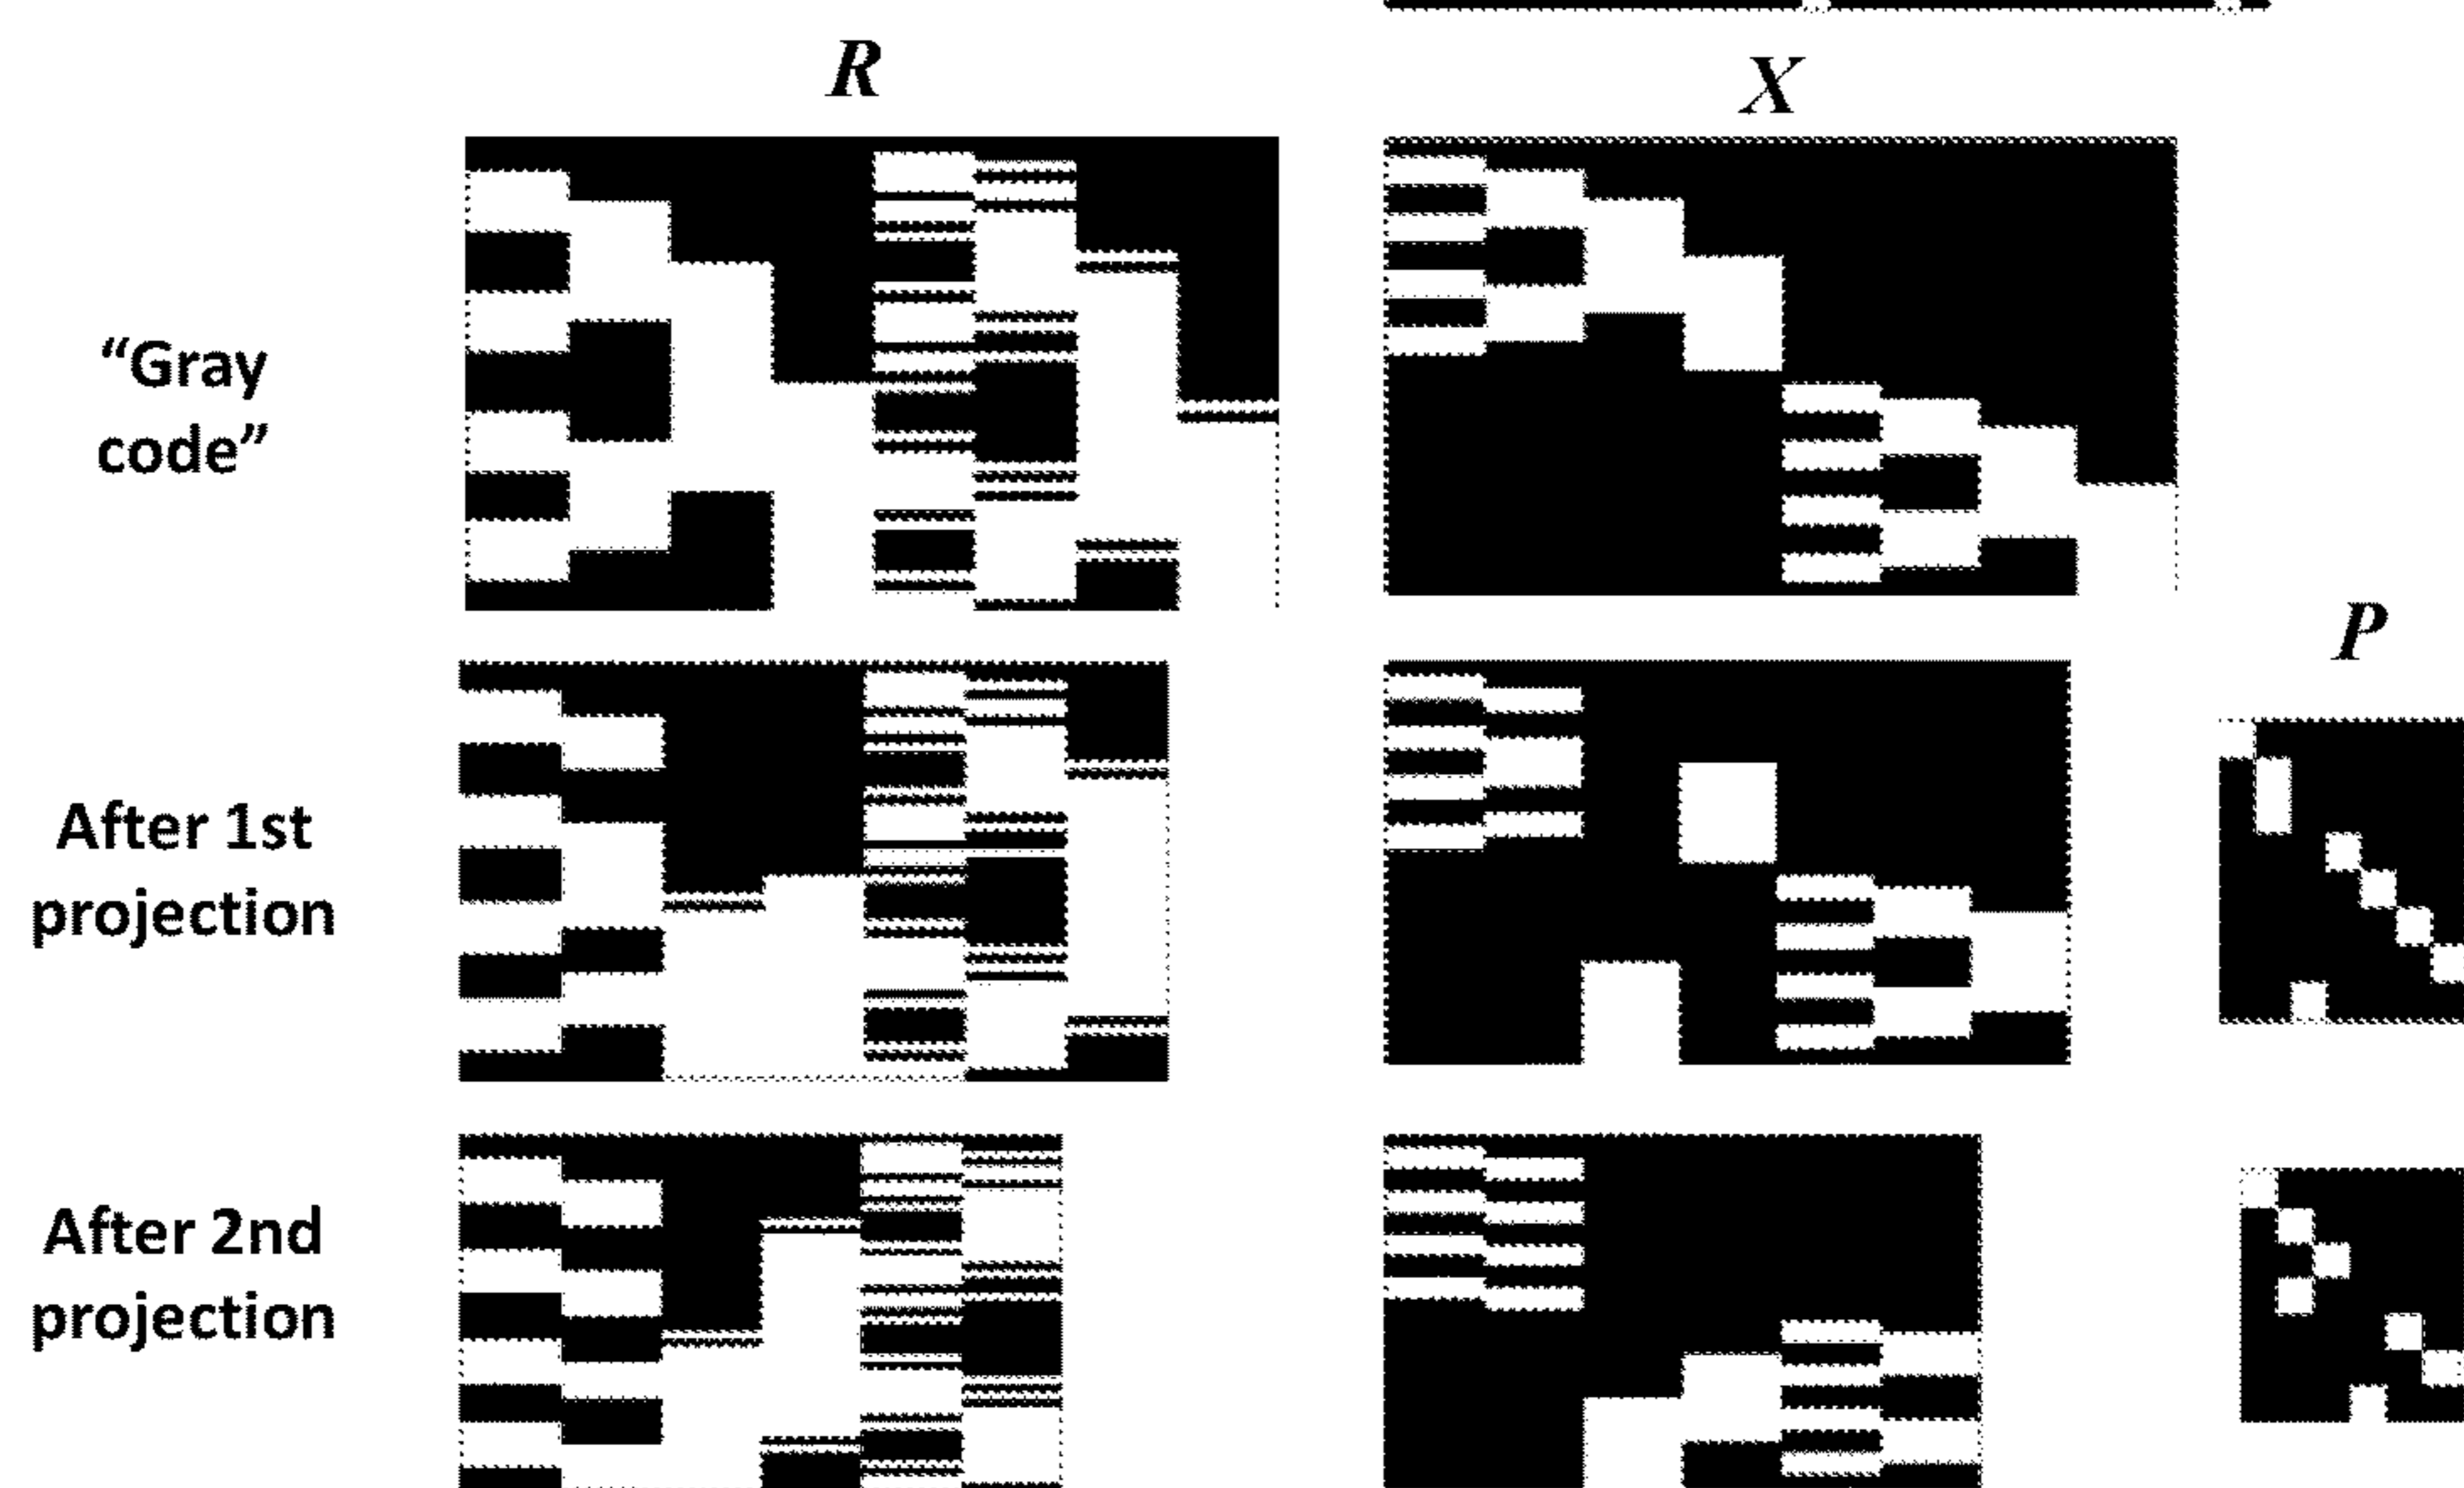 R
X
“Gray
code”
P
After 1st
projection
After 2nd
projection